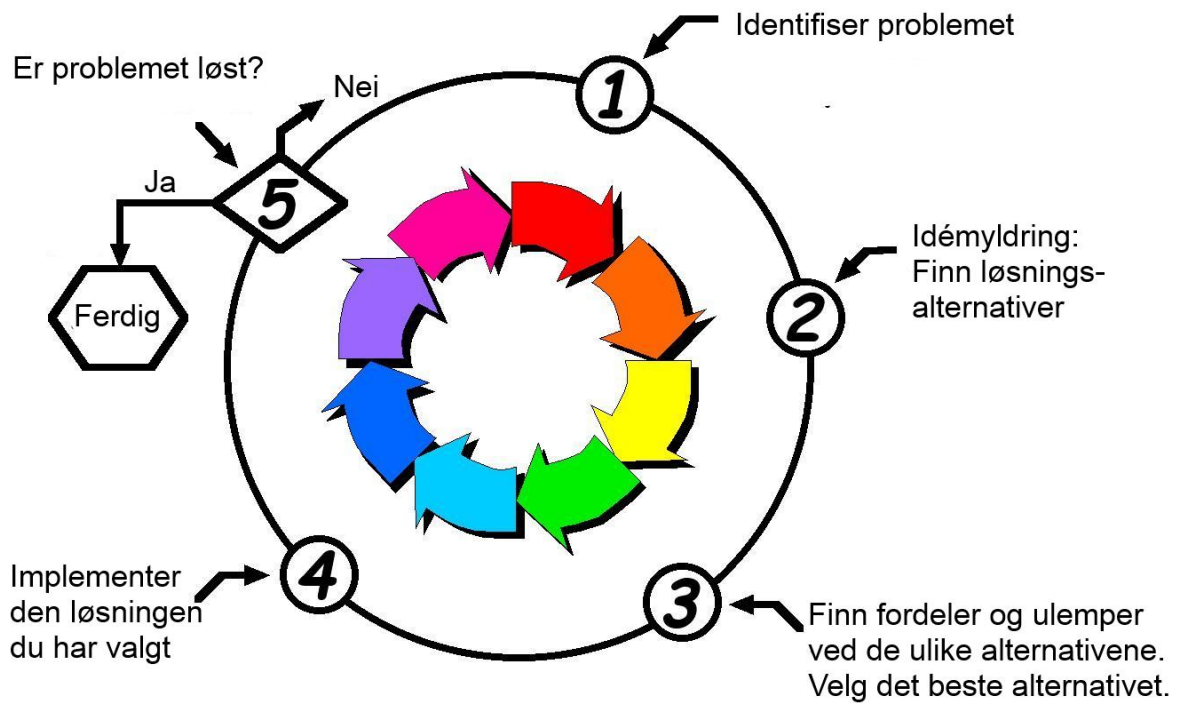 Identifiser problemet
1
Er problemet løst?
Nei
5
Ja
Ferdig
2
Idémyldring:
Finn løsnings-
alternativer
3
Finn fordeler og ulemper
ved de ulike alternativene.
Velg det beste alternativet.
4
Implementer
den løsningen
du har valgt